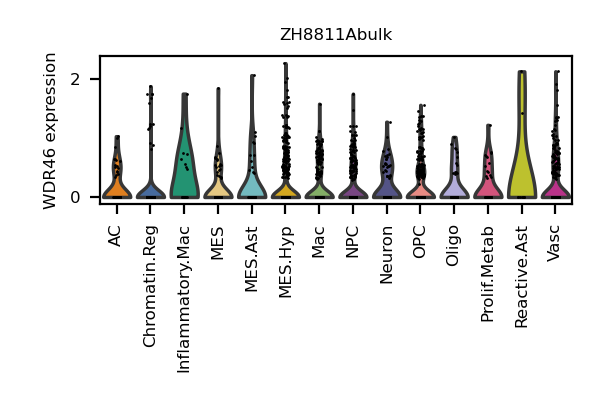 ZH8811Abulk
WDR46 expression
2
0
AC
Chromatin.Reg
Inflammatory.Mac
MES
MES.Ast
MES.Hyp
Mac
NPC
Neuron
OPC
Oligo
Prolif.Metab
Reactive.Ast
Vasc